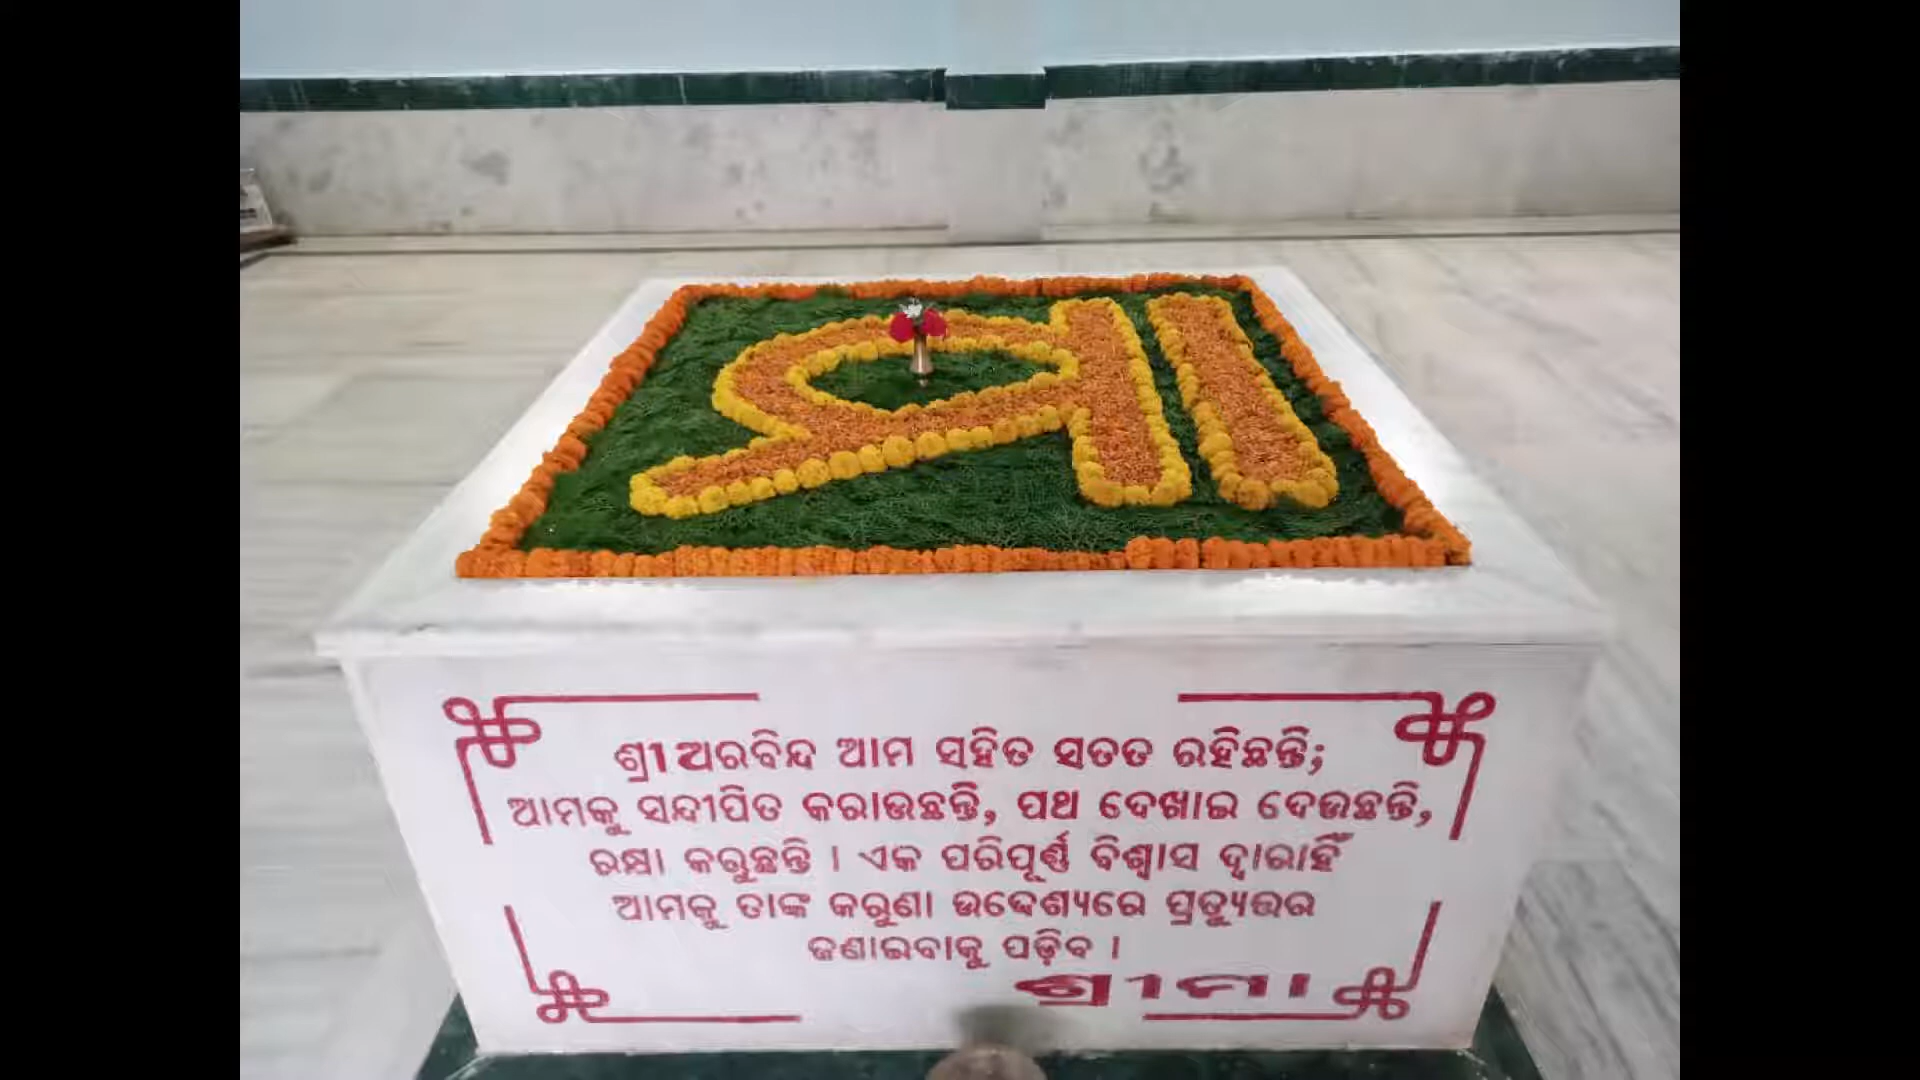 ମା
ଶ୍ରୀଅରବିନ୍ଦ ଆମ ସହିତ ସତତ ରହିଛନ୍ତି;
ଆମକୁ ସନ୍ଦୀପିତ କରାଉଛନ୍ତି, ପଥ ଦେଖାଇ ଦେଉଛନ୍ତି,
ରକ୍ଷା କରୁଛନ୍ତି । ଏକ ପରିପୂର୍ଣ୍ଣ ବିଶ୍ୱାସ ଦ୍ୱାରାହିଁ
ଆମକୁ ତାଙ୍କ କରୁଣା ଉଦ୍ଦେଶ୍ୟରେ ପ୍ରତ୍ୟୁତ୍ତର
ଜଣାଇବାକୁ ପଡ଼ିବ ।
ଶ୍ରୀମା